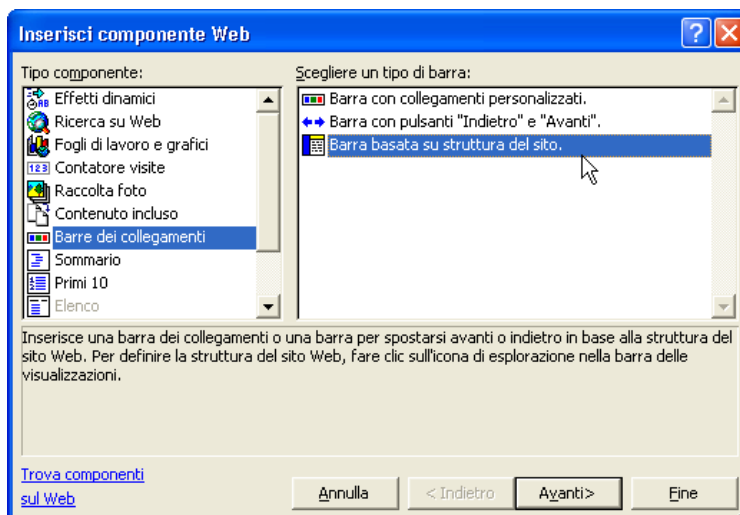 Inserisci componente Web
Tipo componente:
Effetti dinamici
Ricerca su Web
Fogli di lavoro e grafici
Contatore visite
Raccolta foto
Contenuto incluso
Barre dei collegamenti
Sommario
Primi 10
Elenco
Scegliere un tipo di barra:
Barra con collegamenti personalizzati.
Barra con pulsanti "Indietro" e "Avanti".
Barra basata su struttura del sito.
Inserisce una barra dei collegamenti o una barra per spostarsi avanti o indietro in base alla struttura del
sito Web. Per definire la struttura del sito Web, fare clic sull'icona di esplorazione nella barra delle
visualizzazioni.
Trova componenti
sul Web
Annulla
< Indietro
Avanti>
Fine